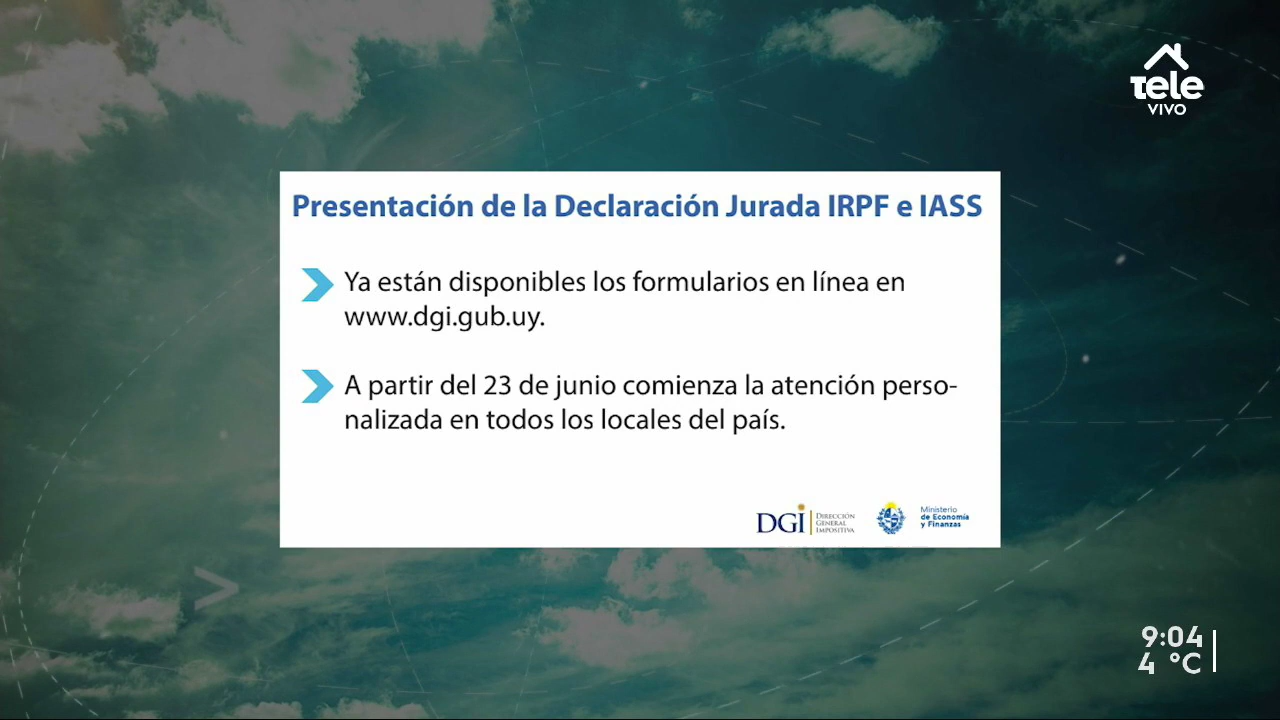 tele
VIVO
Presentación de la Declaración Jurada IRPF e IASS
Ya están disponibles los formularios en línea en
www.dgi.gub.uy.
A partir del 23 de junio comienza la atención perso-
nalizada en todos los locales del país.
DGI
DIRECCIÓN
GENERAL
IMPOSITIVA
Ministerio
de Economía
y Finanzas
9:04
4 °C